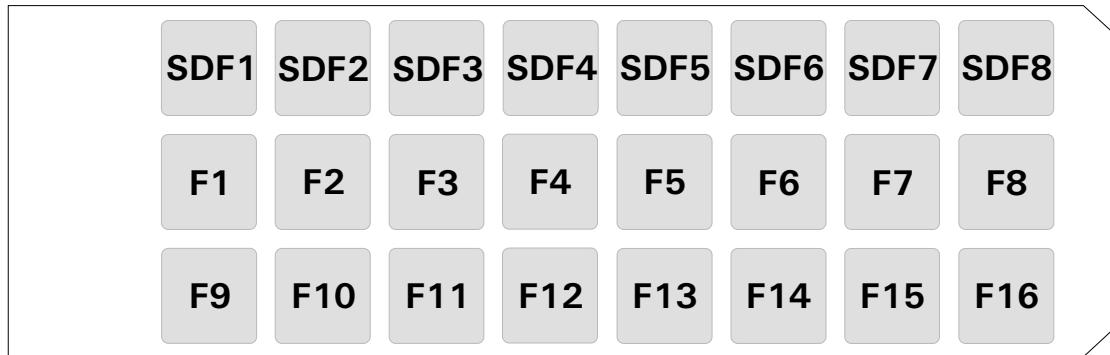 SDF1 SDF2 SDF3 SDF4 SDF5 SDF6 SDF7 SDF8
F1 F2 F3 F4 F5 F6 F7 F8
F9 F10 F11 F12 F13 F14 F15 F16